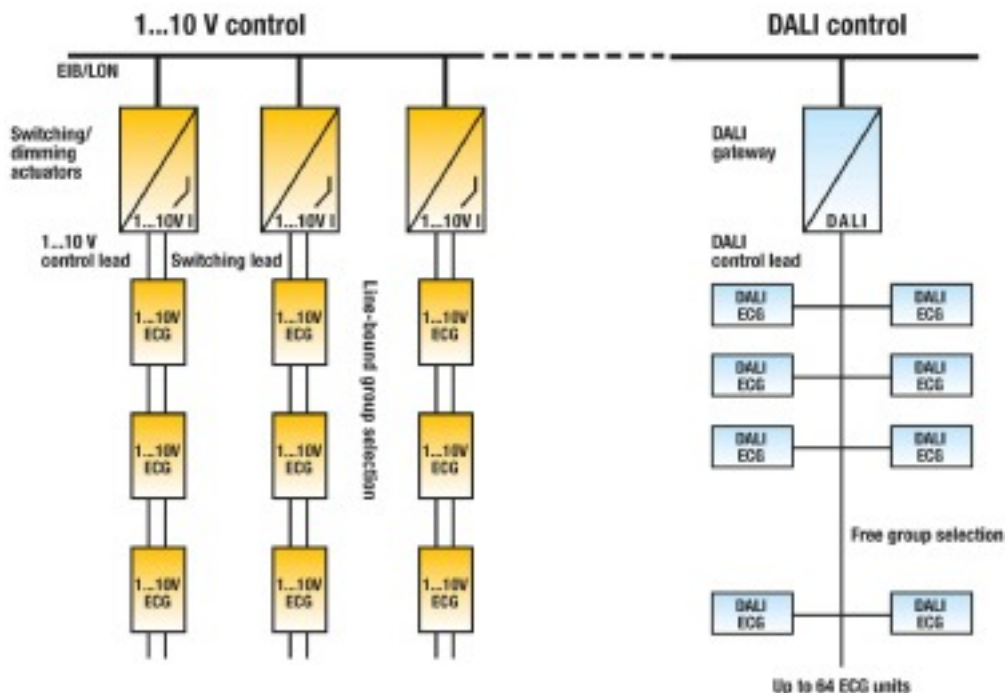 1...10 V control
DALI control
EIB/LON
Switching/
dimming
actuators
1...10V I
1...10V I
1...10V I
DALI
gateway
DALI
1...10 V
control lead
Switching lead
DALI
control lead
Line-bound group selection
1...10V
ECG
1...10V
ECG
1...10V
ECG
DALI
ECG
DALI
ECG
DALI
ECG
DALI
ECG
1...10V
ECG
1...10V
ECG
1...10V
ECG
DALI
ECG
DALI
ECG
Free group selection
1...10V
ECG
1...10V
ECG
1...10V
ECG
DALI
ECG
DALI
ECG
Up to 64 ECG units